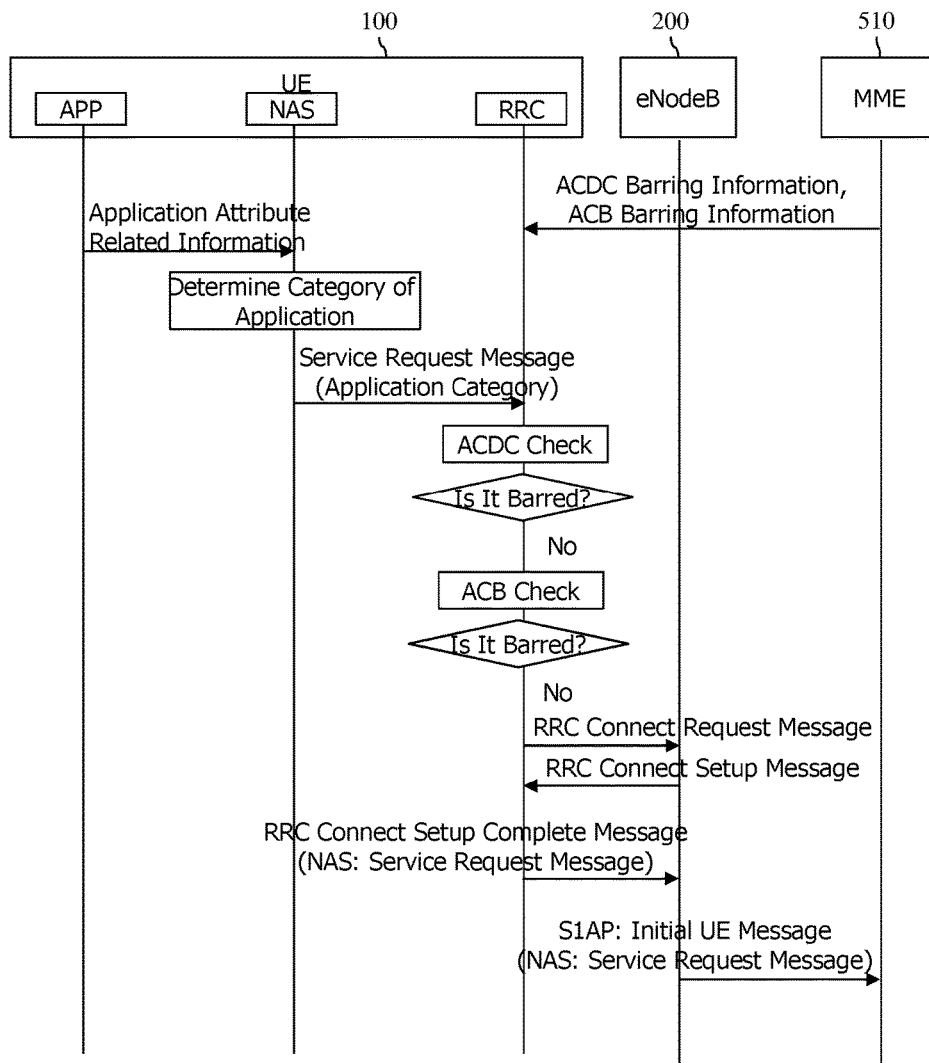 100
200
510
UE
APP
NAS
RRC
eNodeB
MME
ACDC Barring Information,
ACB Barring Information
Application Attribute
Related Information
Determine Category of
Application
Service Request Message
(Application Category)
ACDC Check
Is It Barred?
No
ACB Check
Is It Barred?
No
RRC Connect Request Message
RRC Connect Setup Message
RRC Connect Setup Complete Message
(NAS: Service Request Message)
S1AP: Initial UE Message
(NAS: Service Request Message)